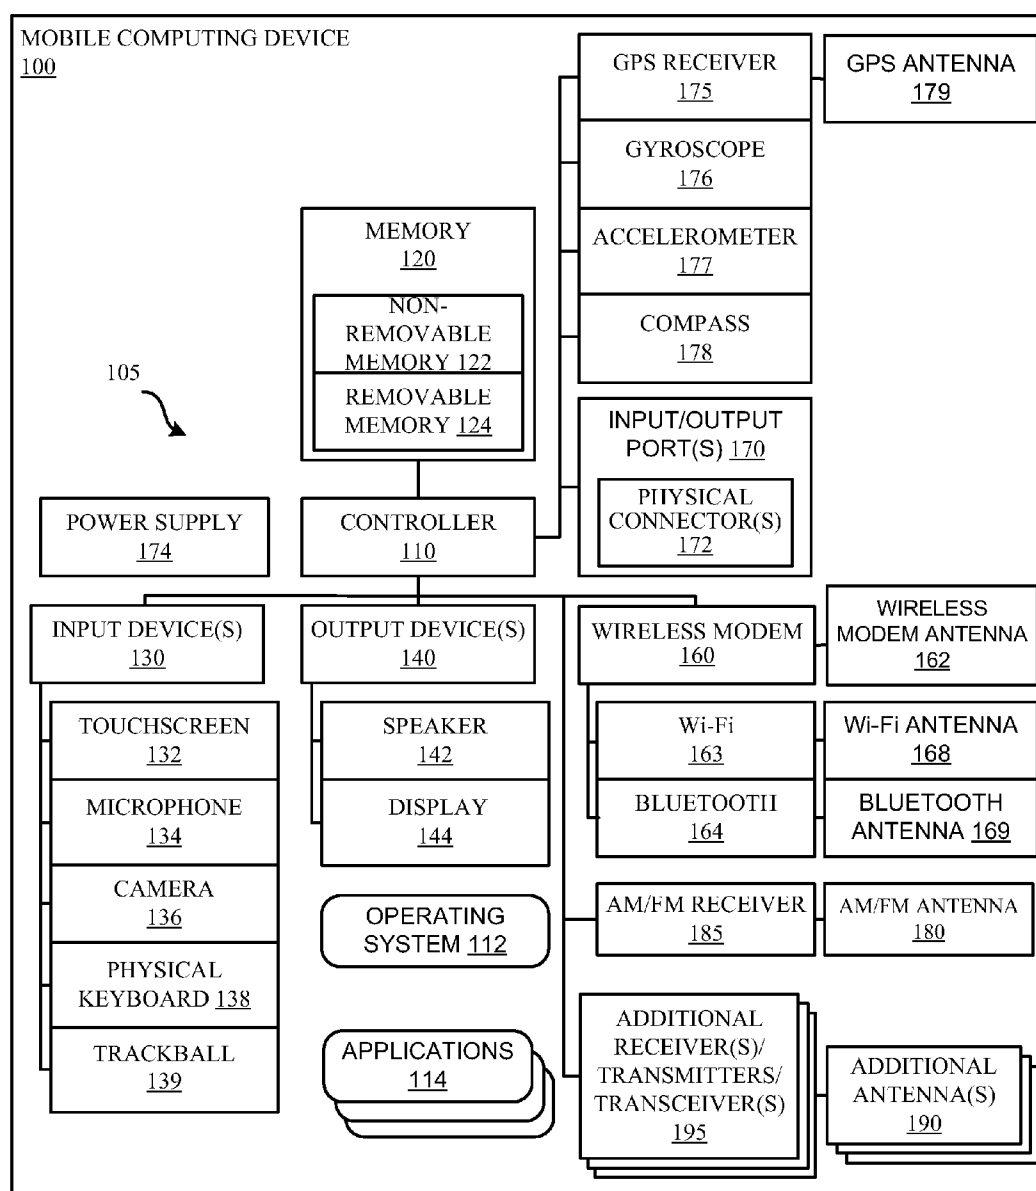 MOBILE COMPUTING DEVICE
100
GPS RECEIVER
175
GPS ANTENNA
179
GYROSCOPE
176
ACCELEROMETER
177
COMPASS
178
MEMORY
120
NON-
REMOVABLE
MEMORY 122
REMOVABLE
MEMORY 124
105
INPUT/OUTPUT
PORT(S) 170
PHYSICAL
CONNECTOR(S)
172
POWER SUPPLY
174
CONTROLLER
110
INPUT DEVICE(S)
130
OUTPUT DEVICE(S)
140
WIRELESS MODEM
160
WIRELESS
MODEM ANTENNA
162
TOUCHSCREEN
132
MICROPHONE
134
CAMERA
136
PHYSICAL
KEYBOARD 138
TRACKBALL
139
SPEAKER
142
DISPLAY
144
Wi-Fi
163
Wi-Fi ANTENNA
168
BLUETOOTH
164
BLUETOOTH
ANTENNA 169
OPERATING
SYSTEM 112
AM/FM RECEIVER
185
AM/FM ANTENNA
180
APPLICATIONS
114
ADDITIONAL
RECEIVER(S)/
TRANSMITTERS/
TRANSCEIVER(S)
195
ADDITIONAL
ANTENNA(S)
190